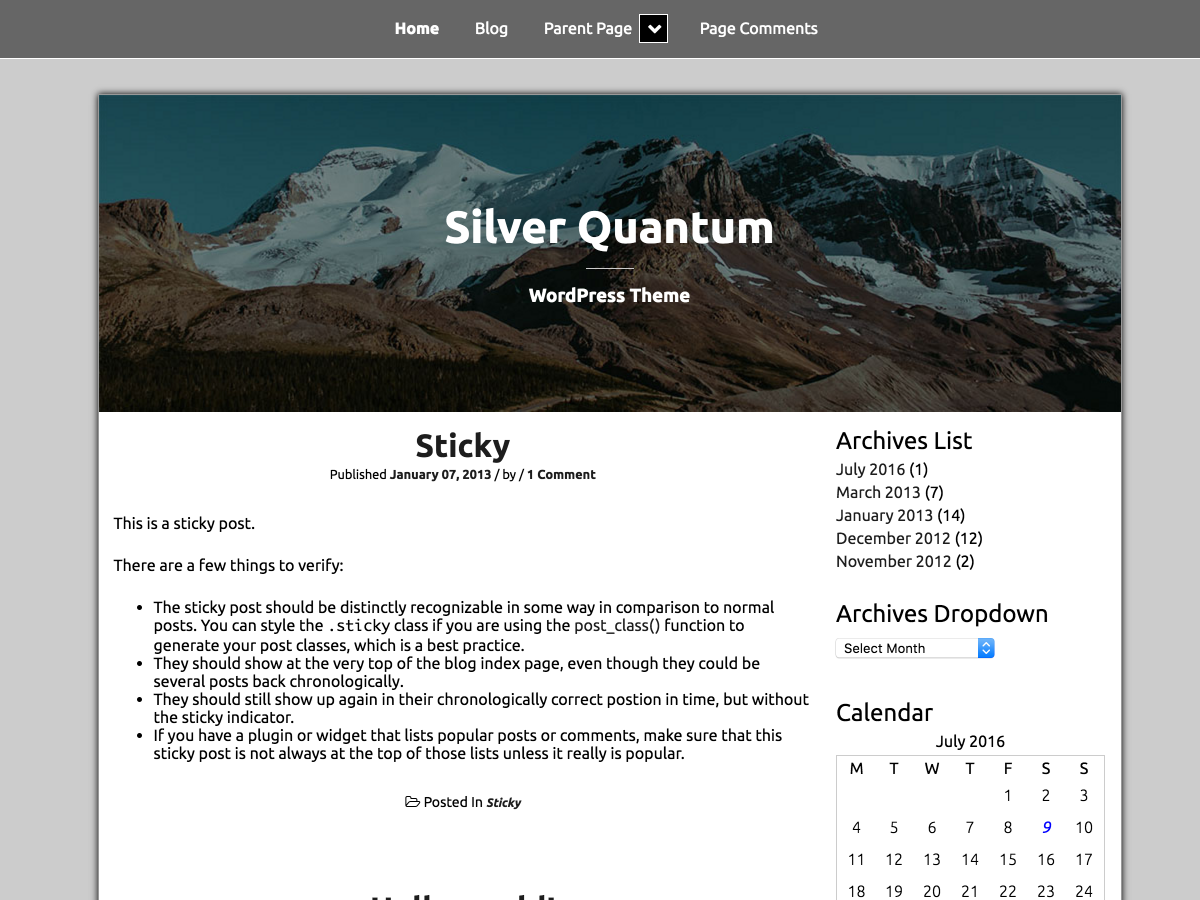 Home Blog Parent Page Page Comments
Silver Quantum
WordPress Theme
Sticky
Published January 07, 2013 / by / 1 Comment
This is a sticky post.
There are a few things to verify:
• The sticky post should be distinctly recognizable in some way in comparison to normal
posts. You can style the .sticky class if you are using the post_class() function to
generate your post classes, which is a best practice.
• They should show at the very top of the blog index page, even though they could be
several posts back chronologically.
• They should still show up again in their chronologically correct postion in time, but without
the sticky indicator.
• If you have a plugin or widget that lists popular posts or comments, make sure that this
sticky post is not always at the top of those lists unless it really is popular.
Posted In Sticky
Archives List
July 2016 (1)
March 2013 (7)
January 2013 (14)
December 2012 (12)
November 2012 (2)
Archives Dropdown
Select Month
Calendar
July 2016
M T W T F S S
1 2 3
4 5 6 7 8 9 10
11 12 13 14 15 16 17
18 19 20 21 22 23 24